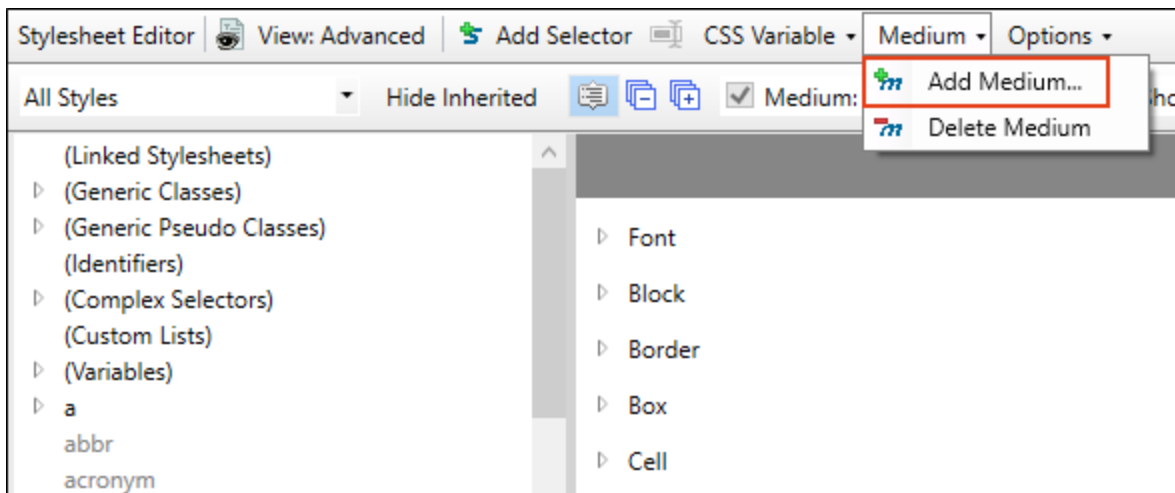 Stylesheet Editor View: Advanced Add Selector CSS Variable Medium Options
Add Medium...
All Styles Hide Inherited Medium:
Delete Medium
(Linked Stylesheets)
(Generic Classes)
(Generic Pseudo Classes)
(Identifiers)
(Complex Selectors)
(Custom Lists)
(Variables)
a
abbr
acronym
Font
Block
Border
Box
Cell